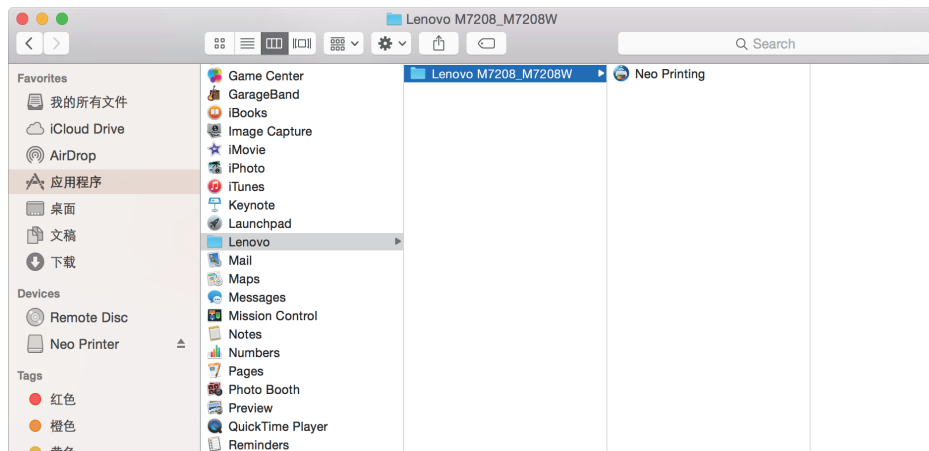 Lenovo M7208_M7208W
Search
Favorites
我的所有文件
iCloud Drive
AirDrop
应用程序
桌面
文稿
下载
Devices
Remote Disc
Neo Printer
Tags
红色
橙色
Game Center
GarageBand
iBooks
Image Capture
iMovie
iPhoto
iTunes
Keynote
Launchpad
Lenovo
Mail
Maps
Messages
Mission Control
Notes
Numbers
Pages
Photo Booth
Preview
QuickTime Player
Reminders
Lenovo M7208_M7208W
Neo Printing